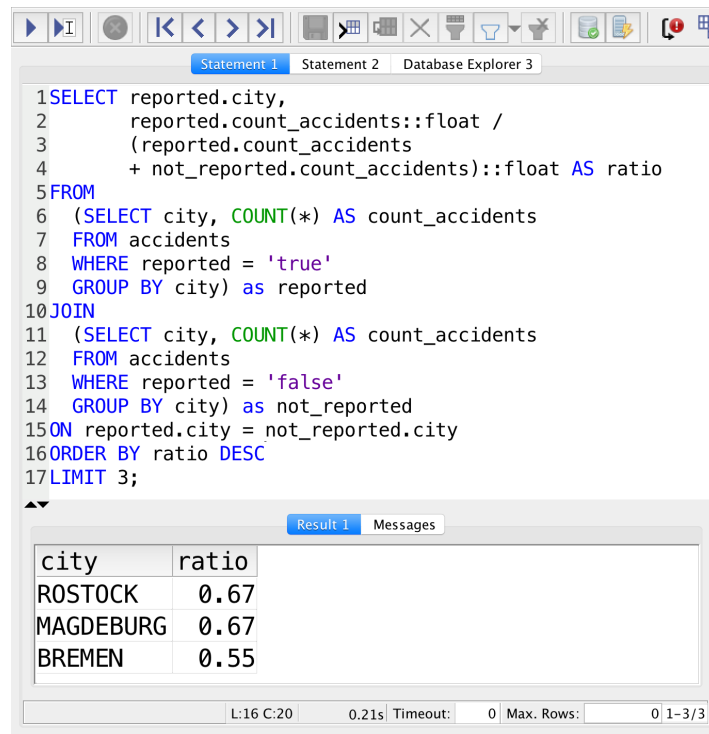 Statement 1 Statement 2 Database Explorer 3
1 SELECT reported.city,
2        reported.count_accidents::float /
3        (reported.count_accidents
4        + not_reported.count_accidents)::float AS ratio
5 FROM
6   (SELECT city, COUNT(*) AS count_accidents
7   FROM accidents
8   WHERE reported = 'true'
9   GROUP BY city) as reported
10 JOIN
11   (SELECT city, COUNT(*) AS count_accidents
12   FROM accidents
13   WHERE reported = 'false'
14   GROUP BY city) as not_reported
15 ON reported.city = not_reported.city
16 ORDER BY ratio DESC
17 LIMIT 3;
Result 1 Messages
city ratio
ROSTOCK 0.67
MAGDEBURG 0.67
BREMEN 0.55
L:16 C:20 0.21s Timeout: 0 Max. Rows: 0 1-3/3